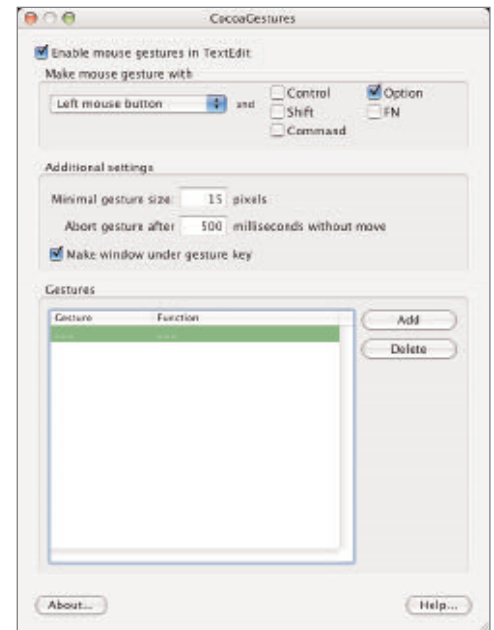 CocoaGestures
Enable mouse gestures in TextEdit
Make mouse gesture with
Left mouse button and Control Option
Shift FN
Command
Additional settings
Minimal gesture size: 15 pixels
Abort gesture after 500 milliseconds without move
Make window under gesture key
Gestures
Gesture Function Add
--- ---
Delete
About... Help...